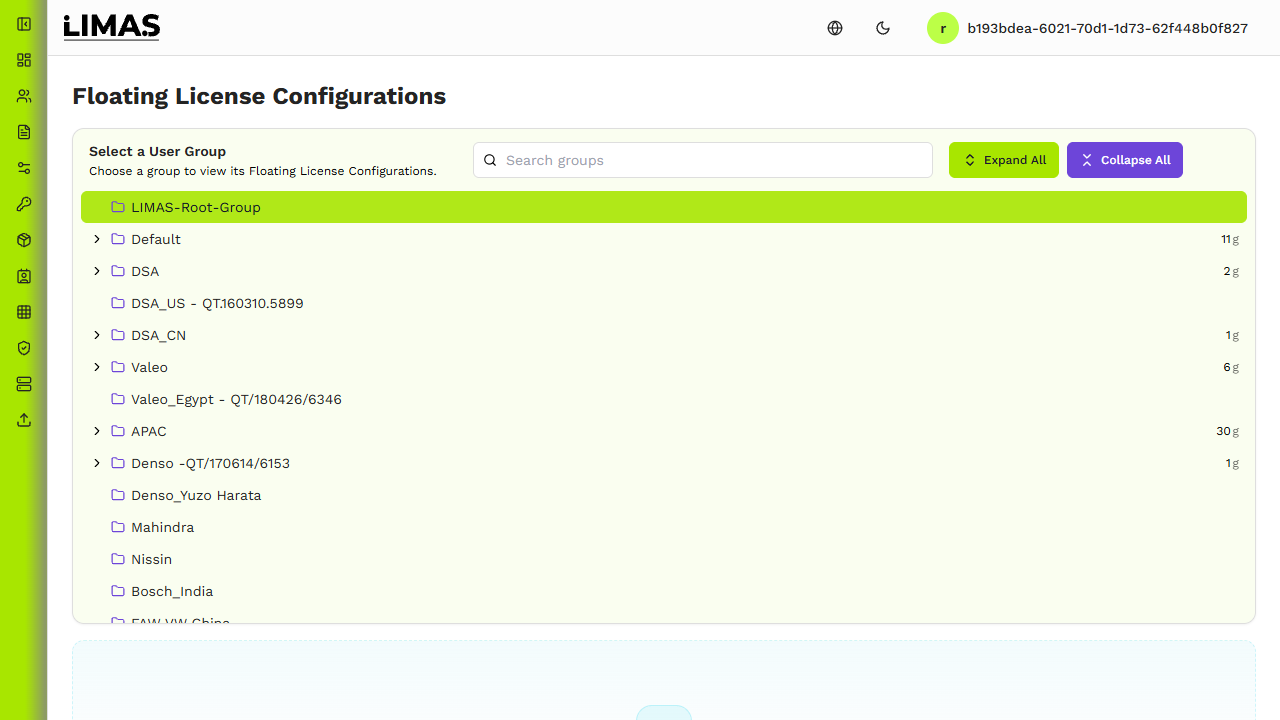 LIMAS
r
b193bdea-6021-70d1-1d73-62f448b0f827
Floating License Configurations
Select a User Group
Choose a group to view its Floating License Configurations.
Search groups
Expand All
Collapse All
LIMAS-Root-Group
Default
11g
DSA
2g
DSA_US - QT.160310.5899
DSA_CN
1g
Valeo
6g
Valeo_Egypt - QT/180426/6346
APAC
30g
Denso -QT/170614/6153
1g
Denso_Yuzo Harata
Mahindra
Nissin
Bosch_India
FAW VW China